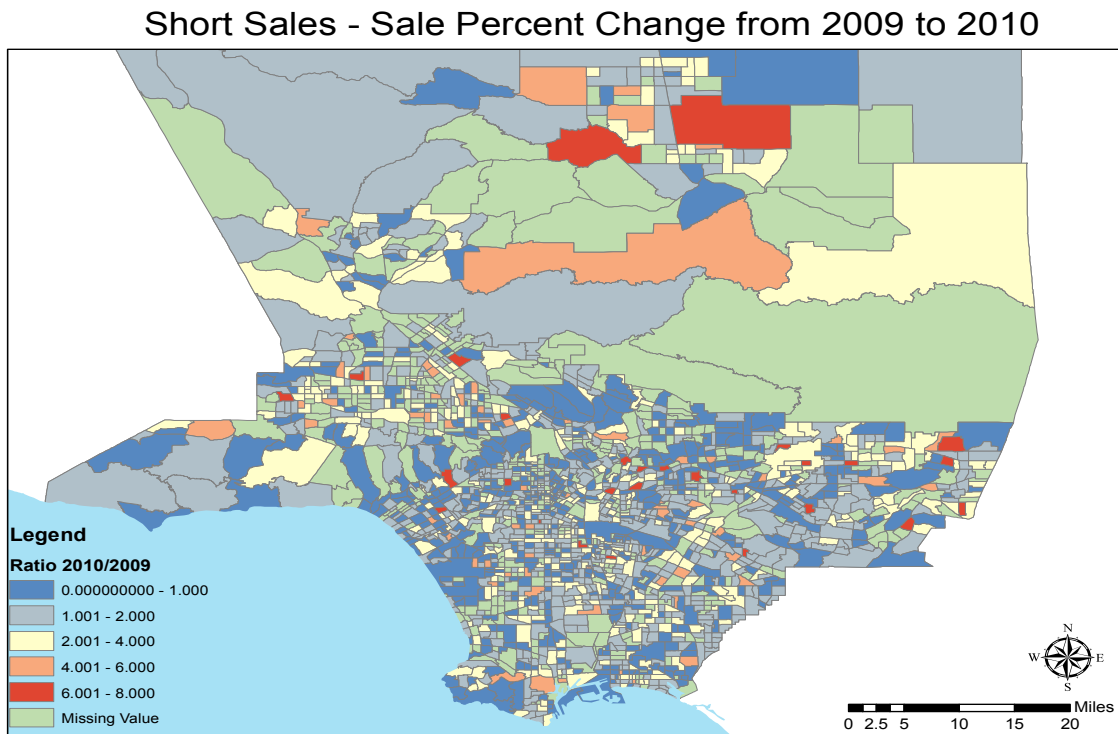 Short Sales - Sale Percent Change from 2009 to 2010
Legend
Ratio 2010/2009
0.000000000 - 1.000
1.001 - 2.000
2.001 - 4.000
4.001 - 6.000
6.001 - 8.000
Missing Value
N
W E
S
Miles
0 2.5 5 10 15 20